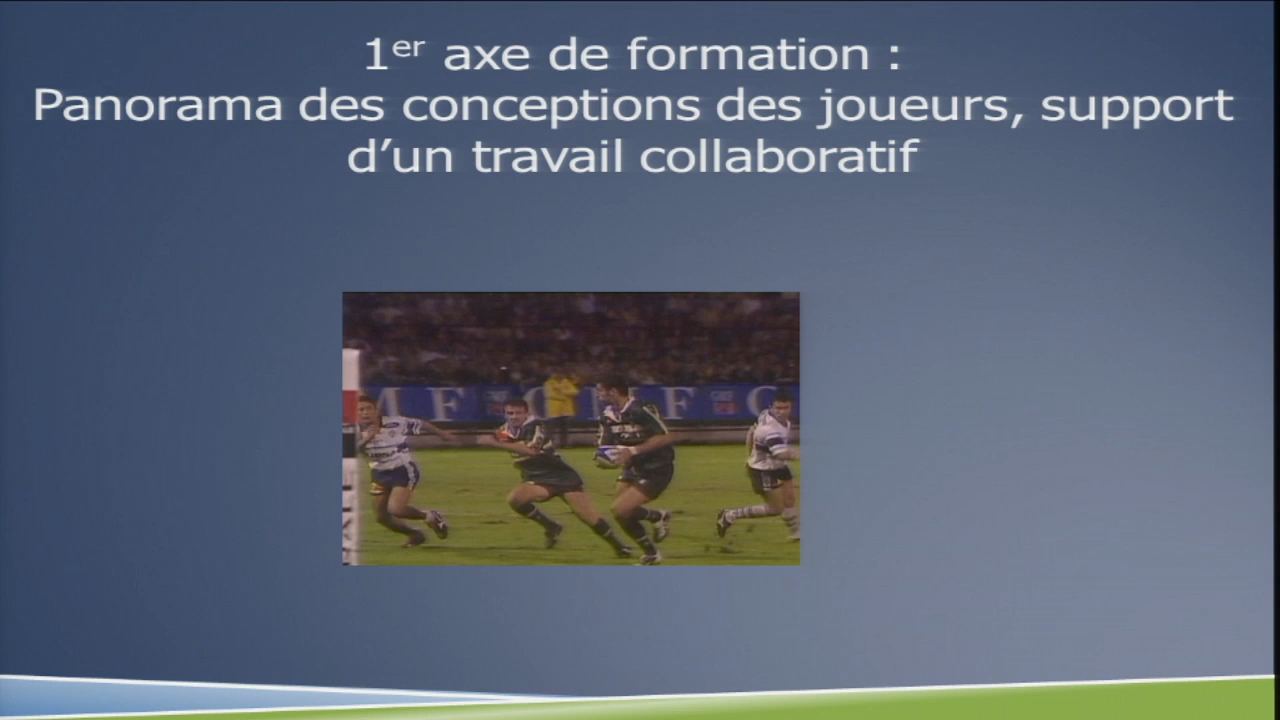 1er axe de formation :
Panorama des conceptions des joueurs, support
d’un travail collaboratif
M F G M F G